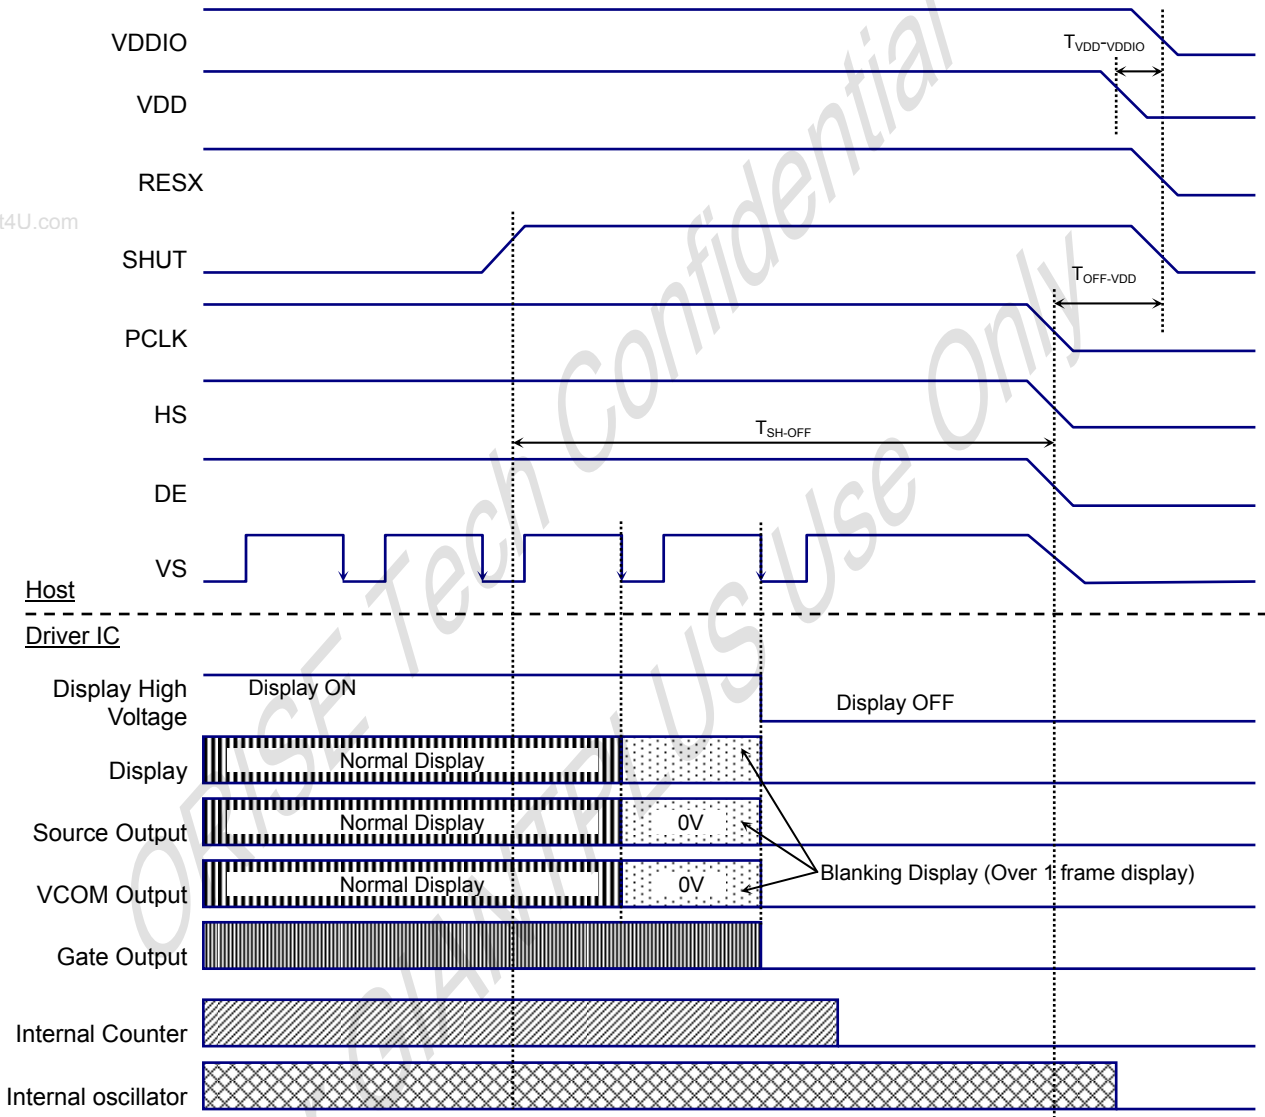 VDDIO
TVDD-VDDIO
VDD
RESX
t4U.com
SHUT
TOFF-VDD
PCLK
HS
TSH-OFF
DE
VS
Host
Driver IC
Display High
Voltage
Display ON
Display OFF
Display
Normal Display
Source Output
Normal Display
0V
VCOM Output
Normal Display
0V
Blanking Display (Over 1 frame display)
Gate Output
Internal Counter
Internal oscillator
ORISE Tech Confidential
GIANTPLUS Use Only